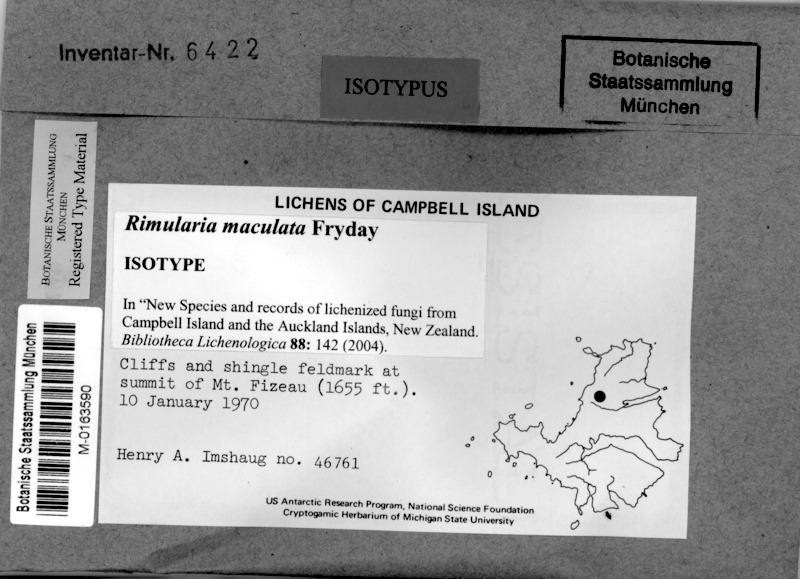 Inventar-Nr. 6422
ISOTYPUS
Botanische
Staatssammlung
München
BOTANISCHE STAATSSAMMLUNG
MÜNCHEN
Registered Type Material
LICHENS OF CAMPBELL ISLAND
Rimularia maculata Fryday
ISOTYPE
In “New Species and records of lichenized fungi from
Campbell Island and the Auckland Islands, New Zealand.
Bibliotheca Lichenologica 88: 142 (2004).
Cliffs and shingle feldmark at
summit of Mt. Fizeau (1655 ft.).
10 January 1970
Henry A. Imshaug no. 46761
US Antarctic Research Program, National Science Foundation
Cryptogamic Herbarium of Michigan State University
Botanische Staatssammlung München
M-0163590